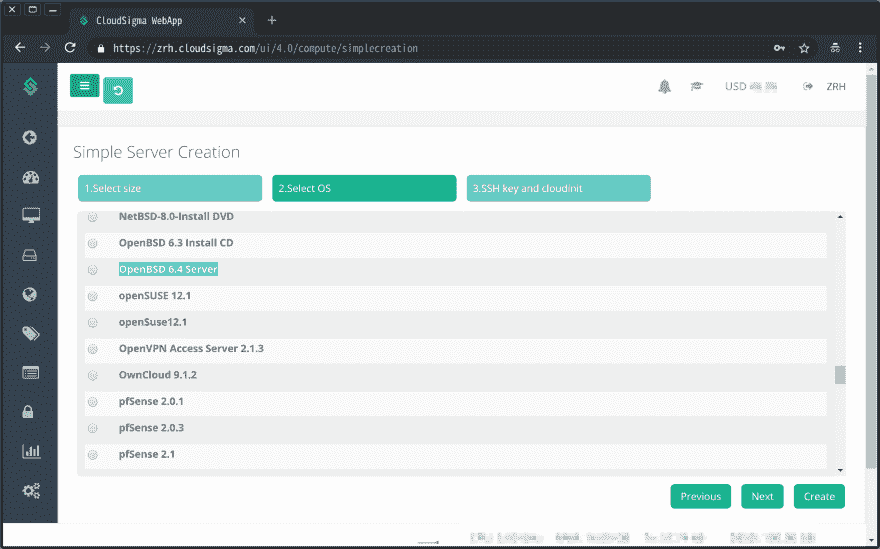 CloudSigma WebApp
https://zrh.cloudsigma.com/ui/4.0/compute/simplecreation
USD
ZRH
Simple Server Creation
1.Select size
2.Select OS
3.SSH key and cloudinit
NetBSD-8.0-Install DVD
OpenBSD 6.3 Install CD
OpenBSD 6.4 Server
openSUSE 12.1
openSuse12.1
OpenVPN Access Server 2.1.3
OwnCloud 9.1.2
pfSense 2.0.1
pfSense 2.0.3
pfSense 2.1
Previous
Next
Create